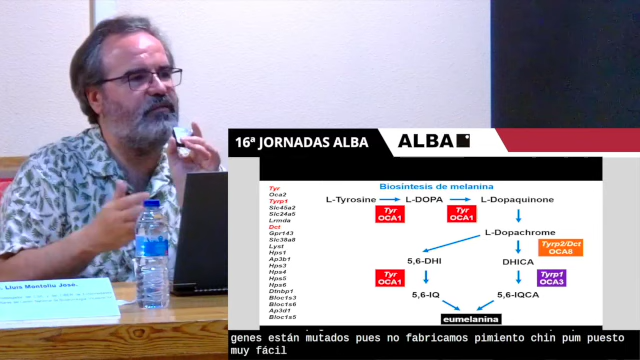 16ª JORNADAS ALBA
ALBA
Biosíntesis de melanina
Tyr
Oca2
Tyrp1
Slc45a2
Slc24a5
Lrmda
Dct
Gpr143
Slc38a8
Lyst
Hps1
Ap3b1
Hps3
Hps4
Hps5
Hps6
Dtnbp1
Bloc1s3
Bloc1s6
Ap3d1
Bloc1s5
L-Tyrosine
L-DOPA
L-Dopaquinone
Tyr
OCA1
Tyr
OCA1
L-Dopachrome
Tyrp2/Dct
OCA8
5,6-DHI
DHICA
Tyr
OCA1
Tyrp1
OCA3
5,6-IQ
5,6-IQCA
eumelanina
genes están mutados pues no fabricamos pimiento chin pum puesto
muy fácil
Lluis Montoliu José.